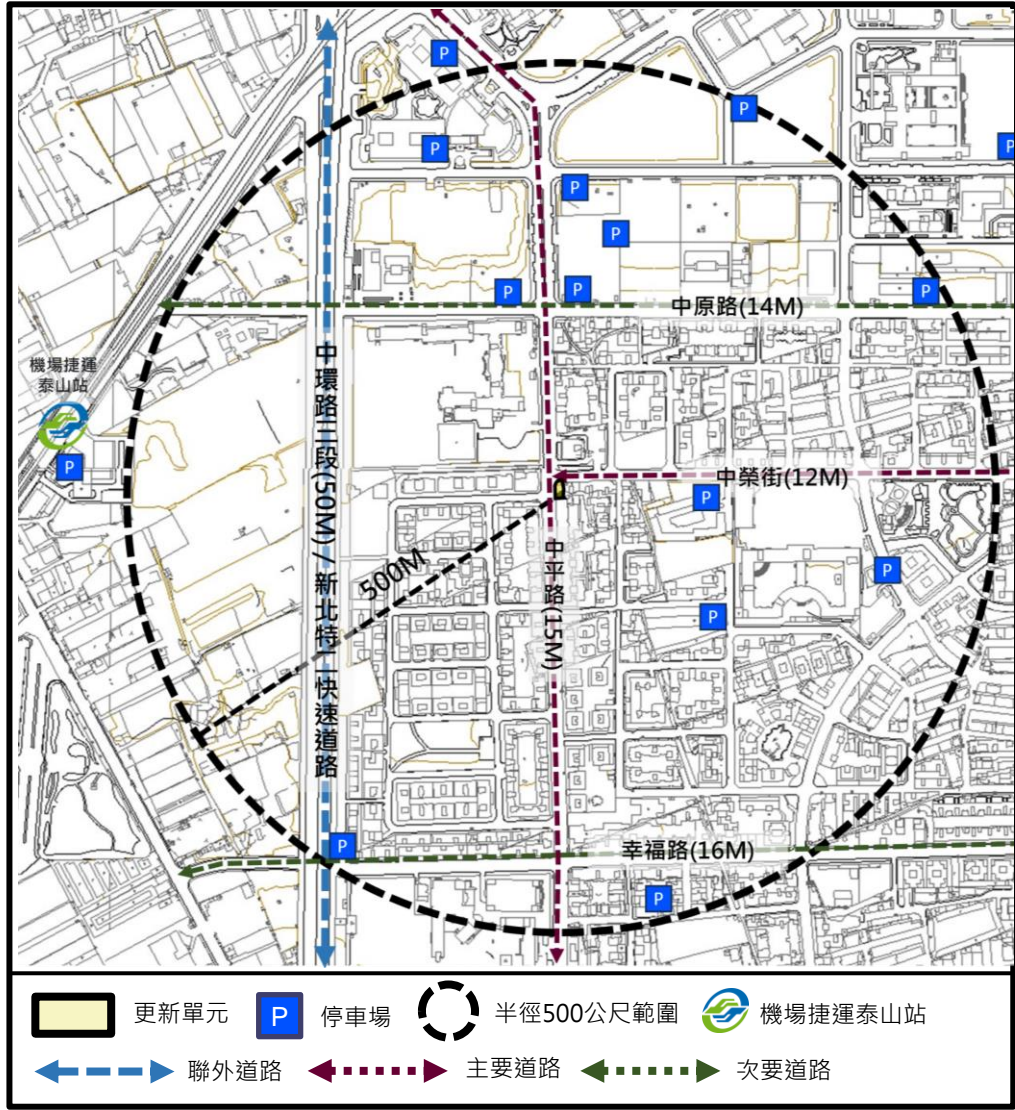 P
P
P
P
P
P
P
P
P
中原路(14M)
機場捷運
泰山站
P
中環路二段(50M) / 新北特一快速道路
中榮街(12M)
P
500M
中平路(15M)
P
P
P
幸福路(16M)
P
更新單元
P
停車場
半徑500公尺範圍
機場捷運泰山站
聯外道路
主要道路
次要道路